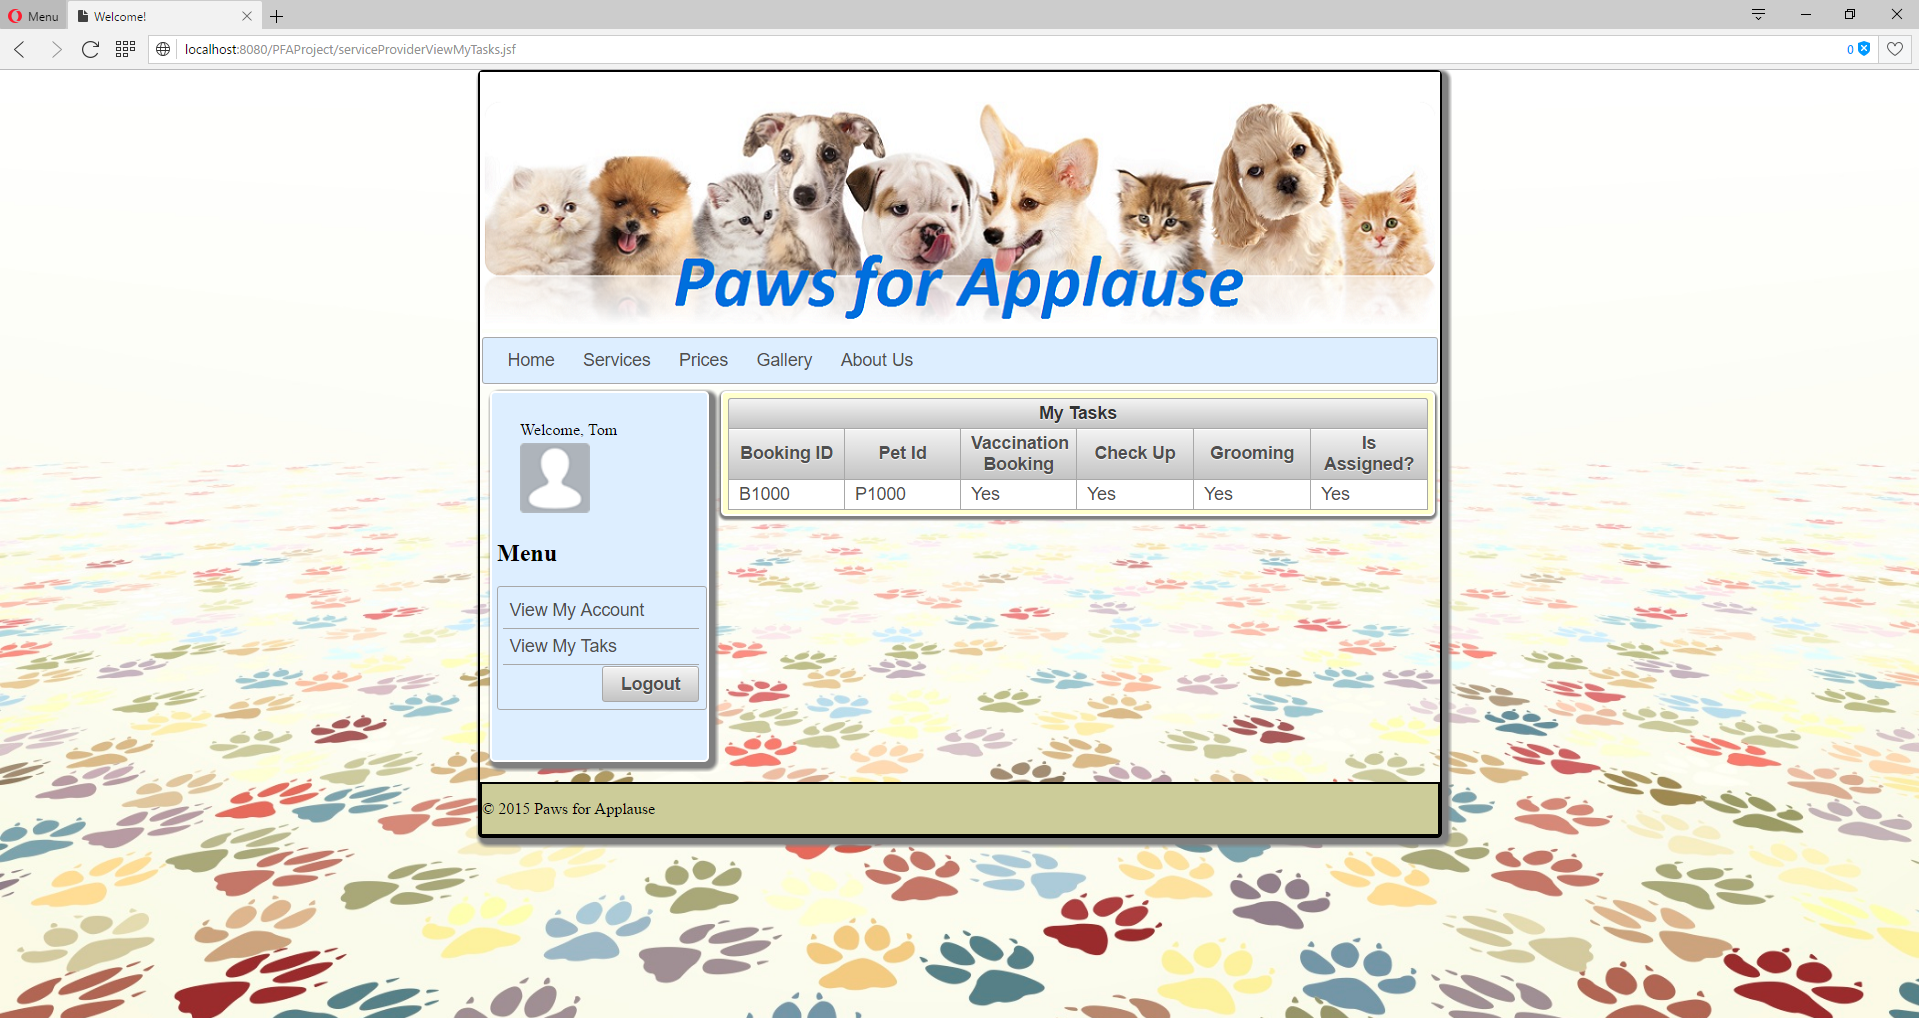 Menu
Welcome!
localhost:8080/PFAProject/serviceProviderViewMyTasks.jsf
0
Paws for Applause
Home Services Prices Gallery About Us
Welcome, Tom
Menu
View My Account
View My Taks
Logout
My Tasks
Booking ID Pet Id Vaccination Booking Check Up Grooming Is Assigned?
B1000 P1000 Yes Yes Yes Yes
© 2015 Paws for Applause